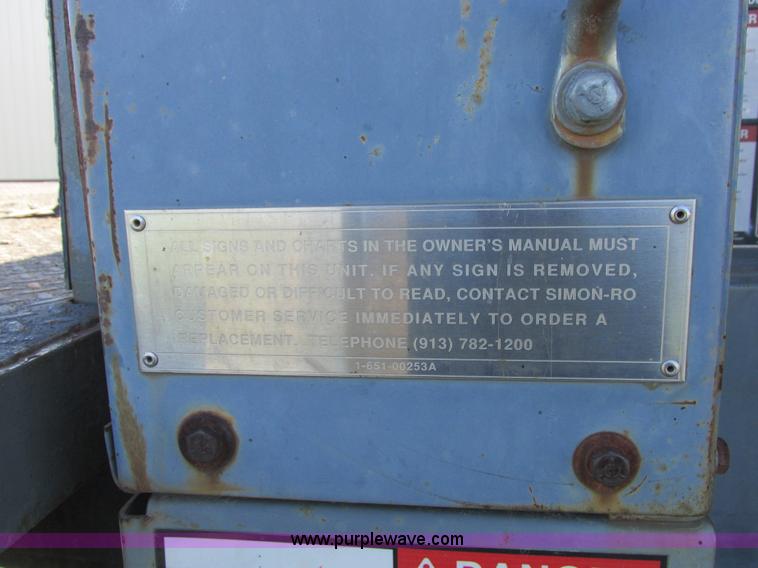 ALL SIGNS AND CHARTS IN THE OWNER'S MANUAL MUST
APPEAR ON THIS UNIT. IF ANY SIGN IS REMOVED,
DAMAGED OR DIFFICULT TO READ, CONTACT SIMON-RO
CUSTOMER SERVICE IMMEDIATELY TO ORDER A
REPLACEMENT. TELEPHONE (913) 782-1200
1-651-00253A
www.purplewave.com
DANGER